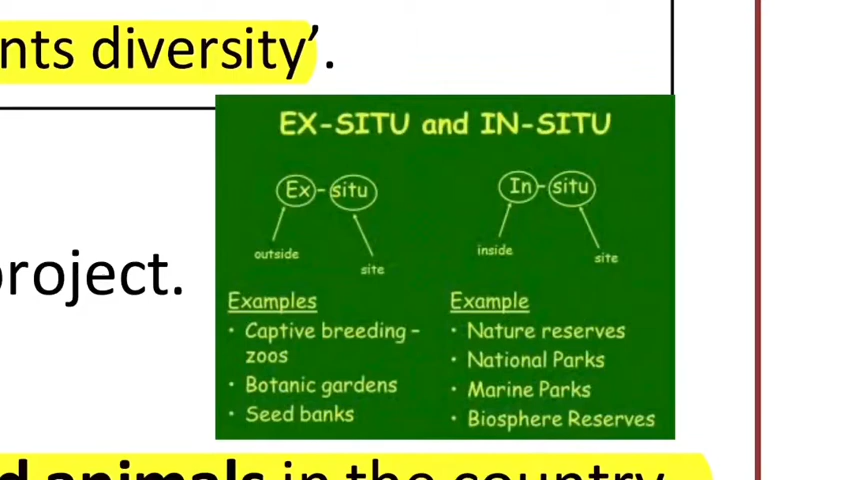 nts diversity’.
EX-SITU and IN-SITU
Ex-situ
outside
site
In-situ
inside
site
Examples
• Captive breeding –
zoos
• Botanic gardens
• Seed banks
Example
• Nature reserves
• National Parks
• Marine Parks
• Biosphere Reserves
roject.
d animals in the country